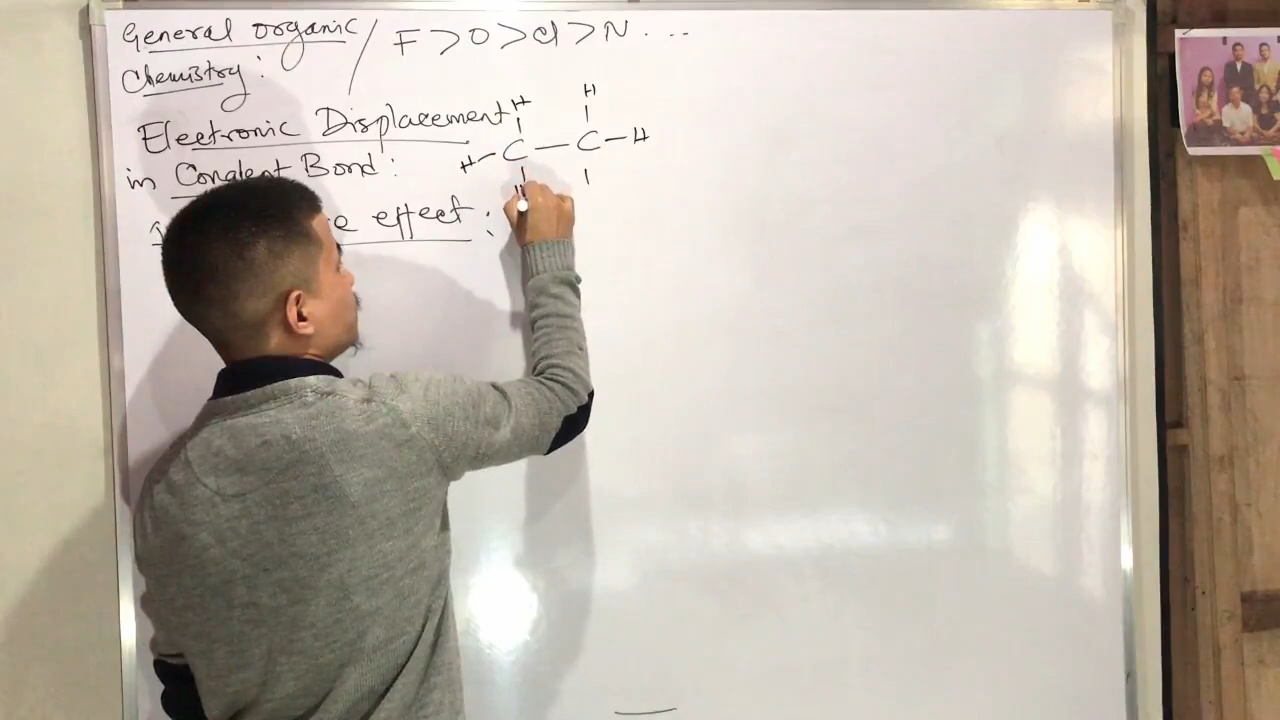 General organic / F > O > Cl > N ...
Chemistry :
Electronic Displacement
in Covalent Bond :
e effect :
H H
H - C - C - H
H